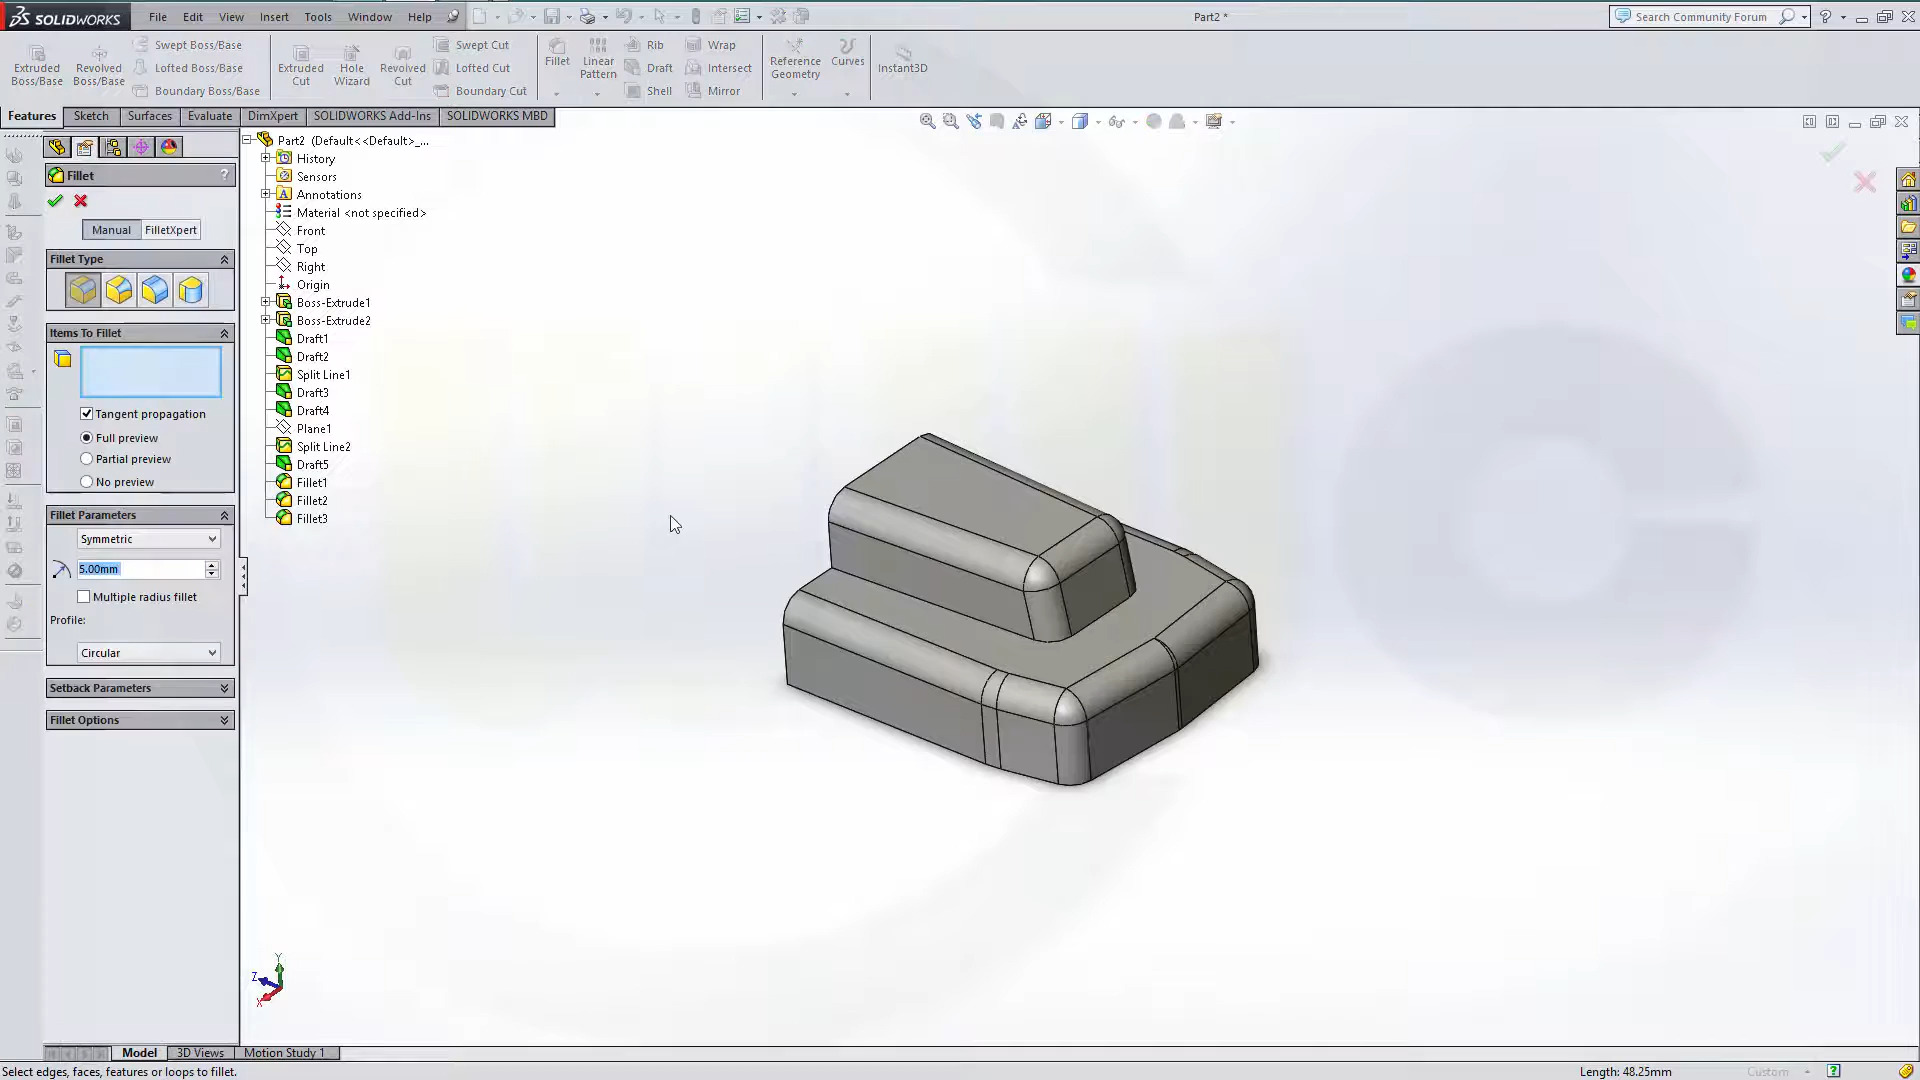 SOLIDWORKS File Edit View Insert Tools Window Help Part2 * Search Community Forum
Extruded Boss/Base
Revolved Boss/Base
Swept Boss/Base
Lofted Boss/Base
Boundary Boss/Base
Extruded Cut
Hole Wizard
Revolved Cut
Swept Cut
Lofted Cut
Boundary Cut
Fillet
Linear Pattern
Rib
Draft
Shell
Wrap
Intersect
Mirror
Reference Geometry
Curves
Instant3D
Features Sketch Surfaces Evaluate DimXpert SOLIDWORKS Add-Ins SOLIDWORKS MBD
Fillet ?
Manual FilletXpert
Fillet Type
Items To Fillet
Tangent propagation
Full preview
Partial preview
No preview
Fillet Parameters
Symmetric
5.00mm
Multiple radius fillet
Profile:
Circular
Setback Parameters
Fillet Options
Part2 (Default<<Default>_...
History
Sensors
Annotations
Material <not specified>
Front
Top
Right
Origin
Boss-Extrude1
Boss-Extrude2
Draft1
Draft2
Split Line1
Draft3
Draft4
Plane1
Split Line2
Draft5
Fillet1
Fillet2
Fillet3
Y
Z
X
Model 3D Views Motion Study 1
Select edges, faces, features or loops to fillet. Length: 48.25mm Custom